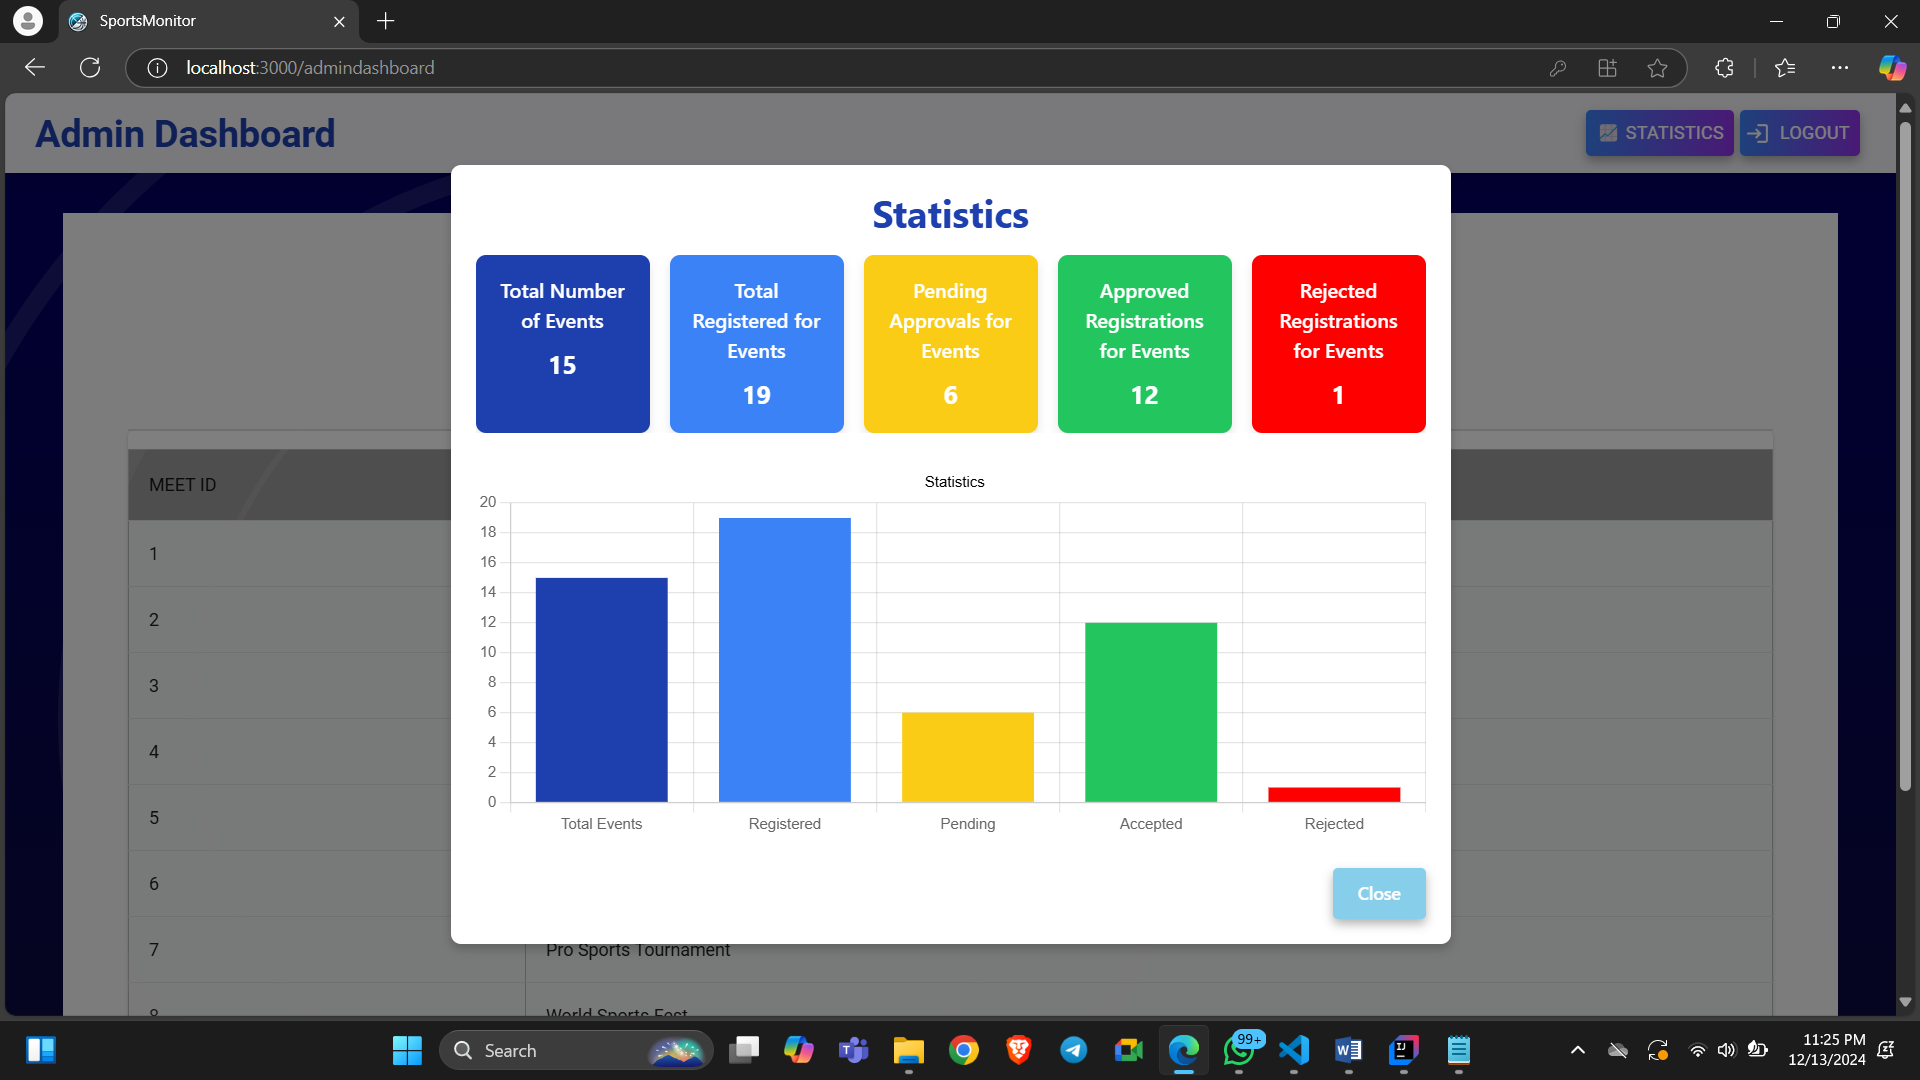 SportsMonitor
localhost:3000/admindashboard
Admin Dashboard
STATISTICS
LOGOUT
Statistics
Total Number
of Events
15
Total
Registered for
Events
19
Pending
Approvals for
Events
6
Approved
Registrations
for Events
12
Rejected
Registrations
for Events
1
MEET ID
1
2
3
4
5
6
7
Pro Sports Tournament
8
World Sports Fest
Statistics
20
18
16
14
12
10
8
6
4
2
0
Total Events
Registered
Pending
Accepted
Rejected
Close
Search
99+
11:25 PM
12/13/2024